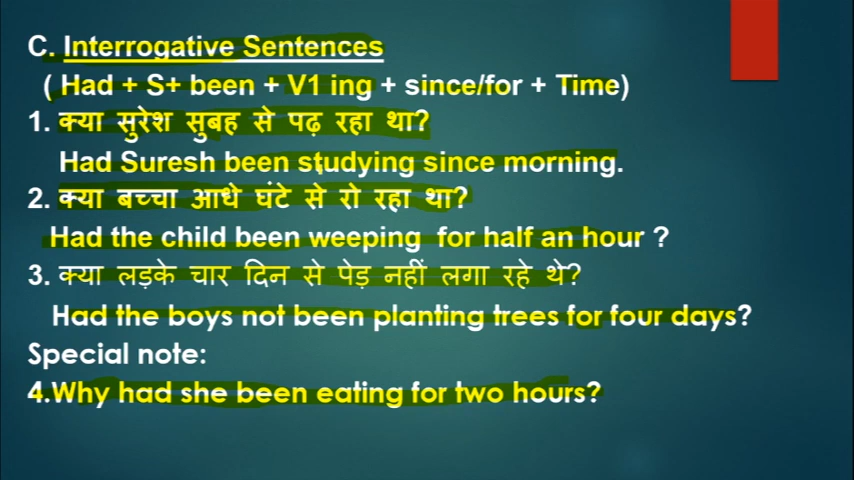 C. Interrogative Sentences
( Had + S+ been + V1 ing + since/for + Time)
1. क्या सुरेश सुबह से पढ़ रहा था?
Had Suresh been studying since morning.
2. क्या बच्चा आधे घंटे से रो रहा था?
Had the child been weeping for half an hour ?
3. क्या लड़के चार दिन से पेड़ नहीं लगा रहे थे?
Had the boys not been planting trees for four days?
Special note:
4.Why had she been eating for two hours?